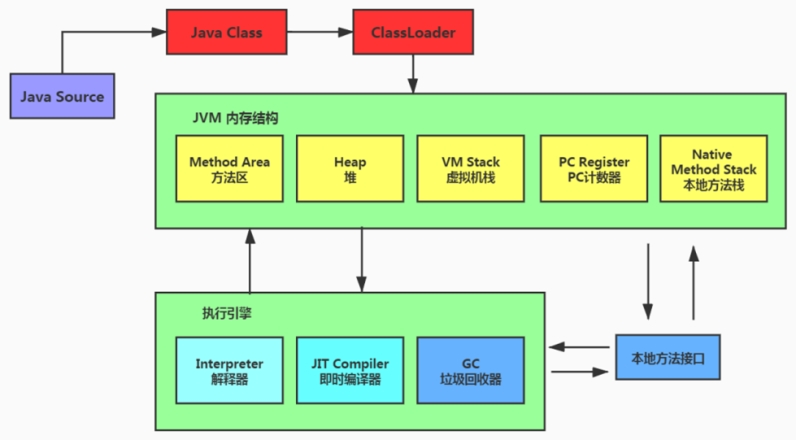 Java Class
ClassLoader
Java Source
JVM 内存结构
Method Area
方法区
Heap
堆
VM Stack
虚拟机栈
PC Register
PC计数器
Native
Method Stack
本地方法栈
执行引擎
Interpreter
解释器
JIT Compiler
即时编译器
GC
垃圾回收器
本地方法接口